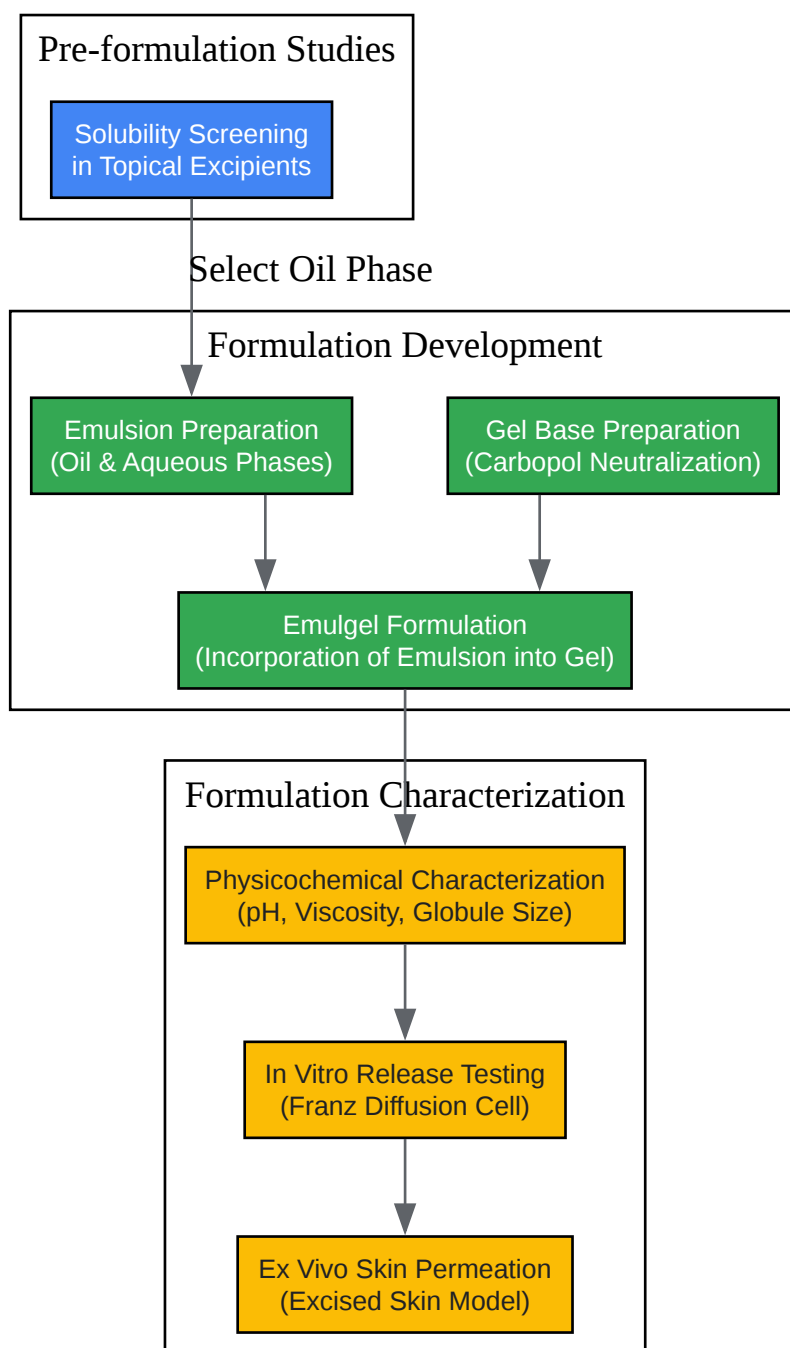 Pre-formulation Studies
Solubility Screening
in Topical Excipients
Select Oil Phase
Formulation Development
Emulsion Preparation
(Oil & Aqueous Phases)
Gel Base Preparation
(Carbopol Neutralization)
Emulgel Formulation
(Incorporation of Emulsion into Gel)
Formulation Characterization
Physicochemical Characterization
(pH, Viscosity, Globule Size)
In Vitro Release Testing
(Franz Diffusion Cell)
Ex Vivo Skin Permeation
(Excised Skin Model)